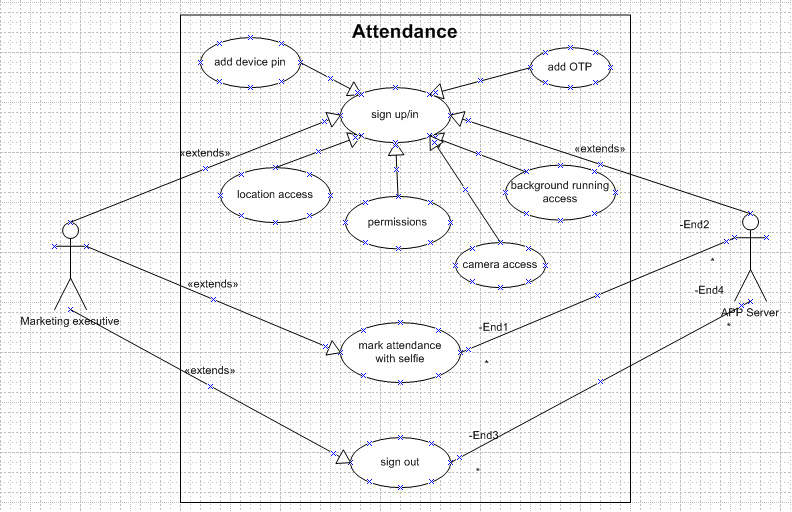 Attendance
add device pin
add OTP
sign up/in
«extends»
«extends»
location access
background running
access
permissions
-End2
*
camera access
«extends»
-End4
APP Server
*
Marketing executive
-End1
mark attendance
with selfie
*
«extends»
-End3
sign out
*